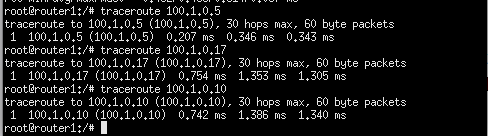 root@router1:/# traceroute 100.1.0.5
traceroute to 100.1.0.5 (100.1.0.5), 30 hops max, 60 byte packets
1 100.1.0.5 (100.1.0.5) 0.207 ms 0.346 ms 0.343 ms
root@router1:/# traceroute 100.1.0.17
traceroute to 100.1.0.17 (100.1.0.17), 30 hops max, 60 byte packets
1 100.1.0.17 (100.1.0.17) 0.754 ms 1.353 ms 1.305 ms
root@router1:/# traceroute 100.1.0.10
traceroute to 100.1.0.10 (100.1.0.10), 30 hops max, 60 byte packets
1 100.1.0.10 (100.1.0.10) 0.742 ms 1.386 ms 1.340 ms
root@router1:/#